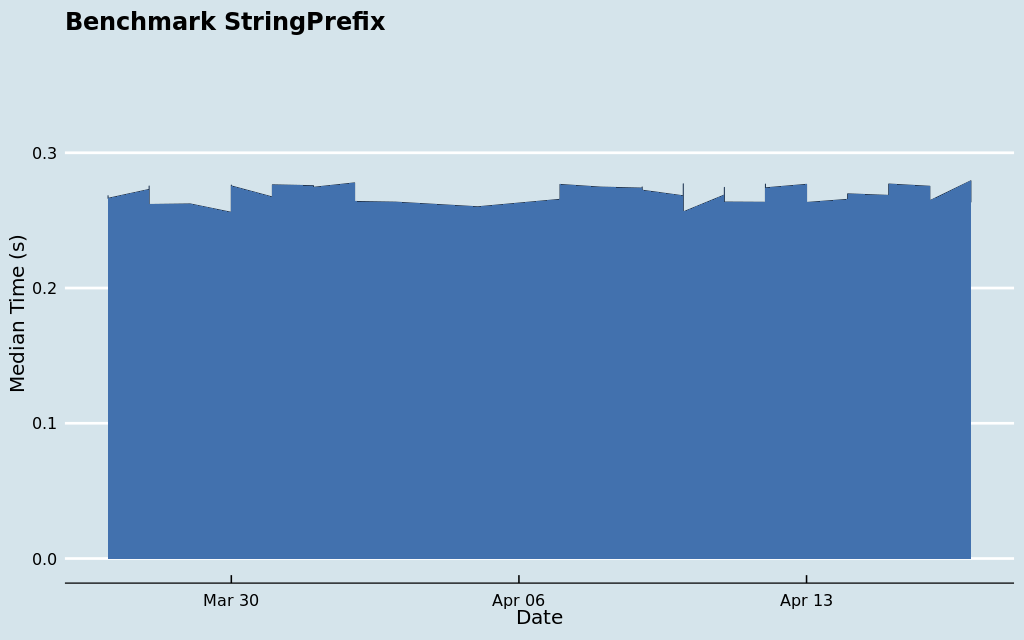 Benchmark StringPrefix
0.3
0.2
0.1
0.0
Median Time (s)
Mar 30
Apr 06
Apr 13
Date